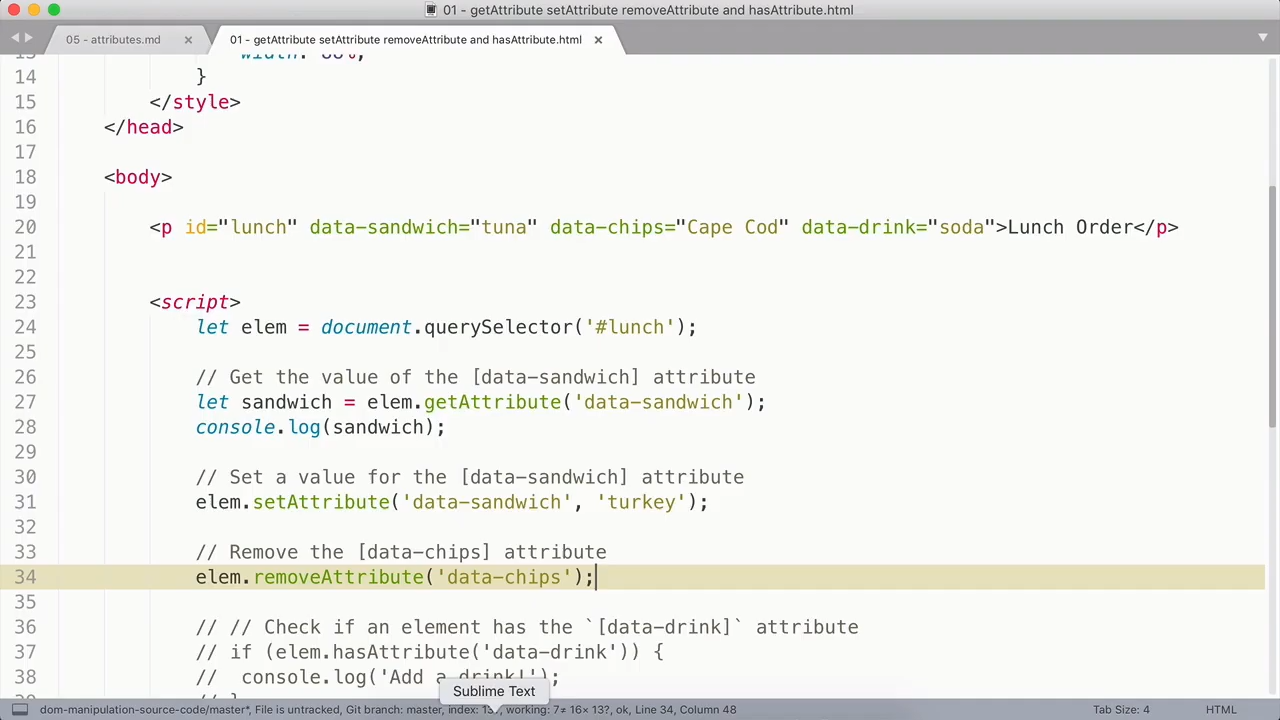 01 - getAttribute setAttribute removeAttribute and hasAttribute.html
05 - attributes.md
01 - getAttribute setAttribute removeAttribute and hasAttribute.html
14 }
15 </style>
16 </head>
17
18 <body>
19
20 <p id="lunch" data-sandwich="tuna" data-chips="Cape Cod" data-drink="soda">Lunch Order</p>
21
22
23 <script>
24 let elem = document.querySelector('#lunch');
25
26 // Get the value of the [data-sandwich] attribute
27 let sandwich = elem.getAttribute('data-sandwich');
28 console.log(sandwich);
29
30 // Set a value for the [data-sandwich] attribute
31 elem.setAttribute('data-sandwich', 'turkey');
32
33 // Remove the [data-chips] attribute
34 elem.removeAttribute('data-chips');
35
36 // // Check if an element has the `[data-drink]` attribute
37 // if (elem.hasAttribute('data-drink')) {
38 // console.log('Add a drink!');
Sublime Text
dom-manipulation-source-code/master*, File is untracked, Git branch: master, index: working: 7≠ 16× 13?, ok, Line 34, Column 48
Tab Size: 4
HTML